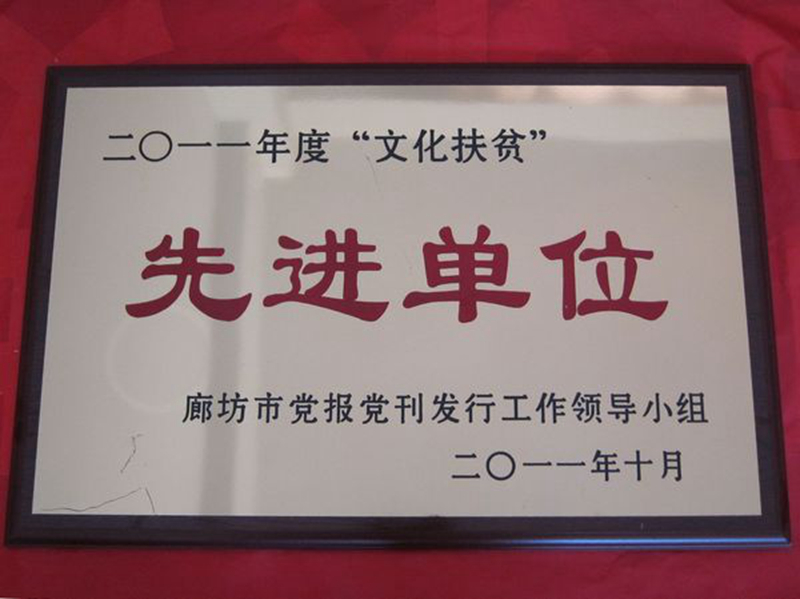 二〇一一年度“文化扶贫”
先进单位
廊坊市党报党刊发行工作领导小组
二〇一一年十月